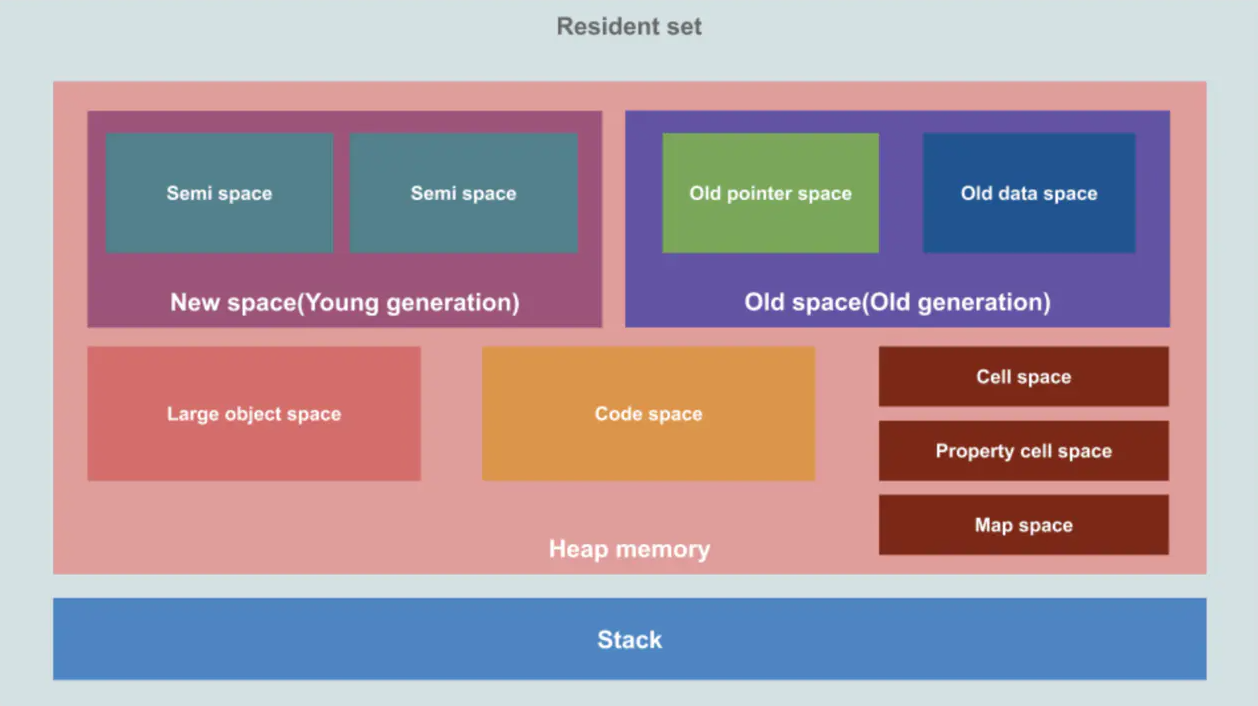 Resident set
Semi space
Semi space
Old pointer space
Old data space
New space(Young generation)
Old space(Old generation)
Large object space
Code space
Cell space
Property cell space
Map space
Heap memory
Stack